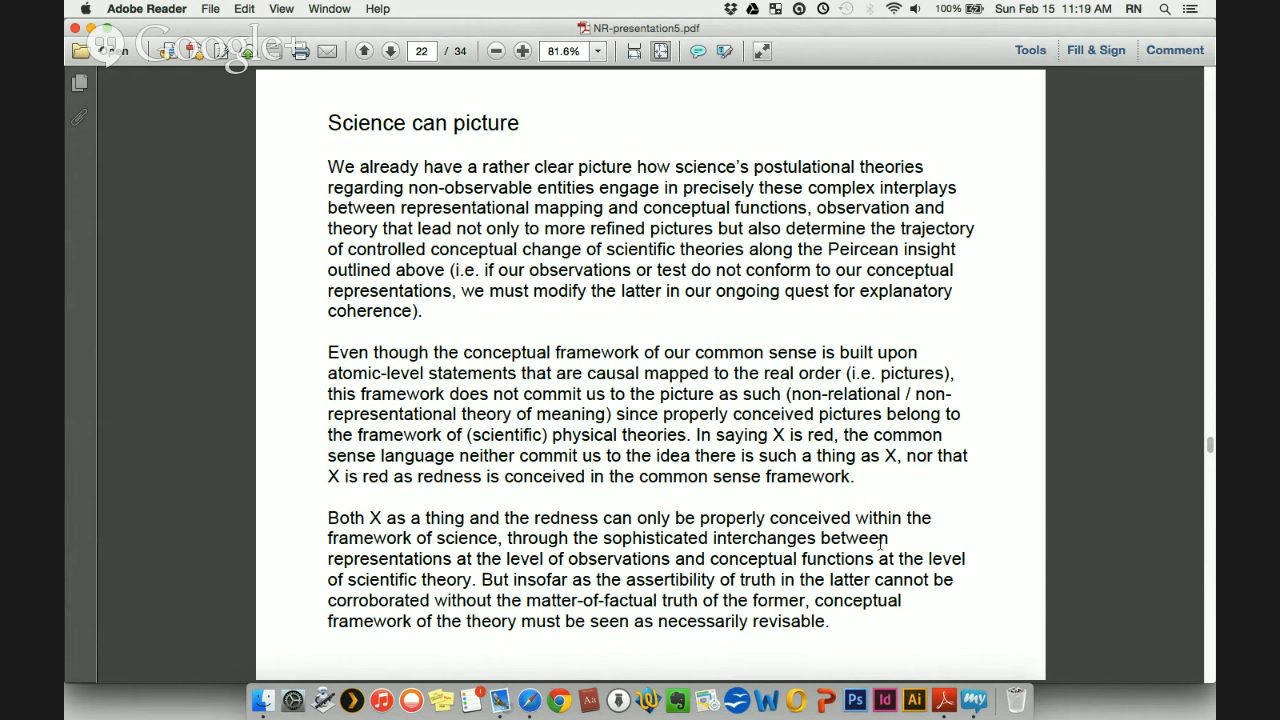 Adobe Reader File Edit View Window Help 100% Sun Feb 15 11:19 AM RN
NR-presentation5.pdf
Google+
Open 22 / 34 81.6% Tools Fill & Sign Comment
Science can picture
We already have a rather clear picture how science's postulational theories
regarding non-observable entities engage in precisely these complex interplays
between representational mapping and conceptual functions, observation and
theory that lead not only to more refined pictures but also determine the trajectory
of controlled conceptual change of scientific theories along the Peircean insight
outlined above (i.e. if our observations or test do not conform to our conceptual
representations, we must modify the latter in our ongoing quest for explanatory
coherence).
Even though the conceptual framework of our common sense is built upon
atomic-level statements that are causal mapped to the real order (i.e. pictures),
this framework does not commit us to the picture as such (non-relational / non-
representational theory of meaning) since properly conceived pictures belong to
the framework of (scientific) physical theories. In saying X is red, the common
sense language neither commit us to the idea there is such a thing as X, nor that
X is red as redness is conceived in the common sense framework.
Both X as a thing and the redness can only be properly conceived within the
framework of science, through the sophisticated interchanges between
representations at the level of observations and conceptual functions at the level
of scientific theory. But insofar as the assertibility of truth in the latter cannot be
corroborated without the matter-of-factual truth of the former, conceptual
framework of the theory must be seen as necessarily revisable.
Aa W P Ps Id Ai my